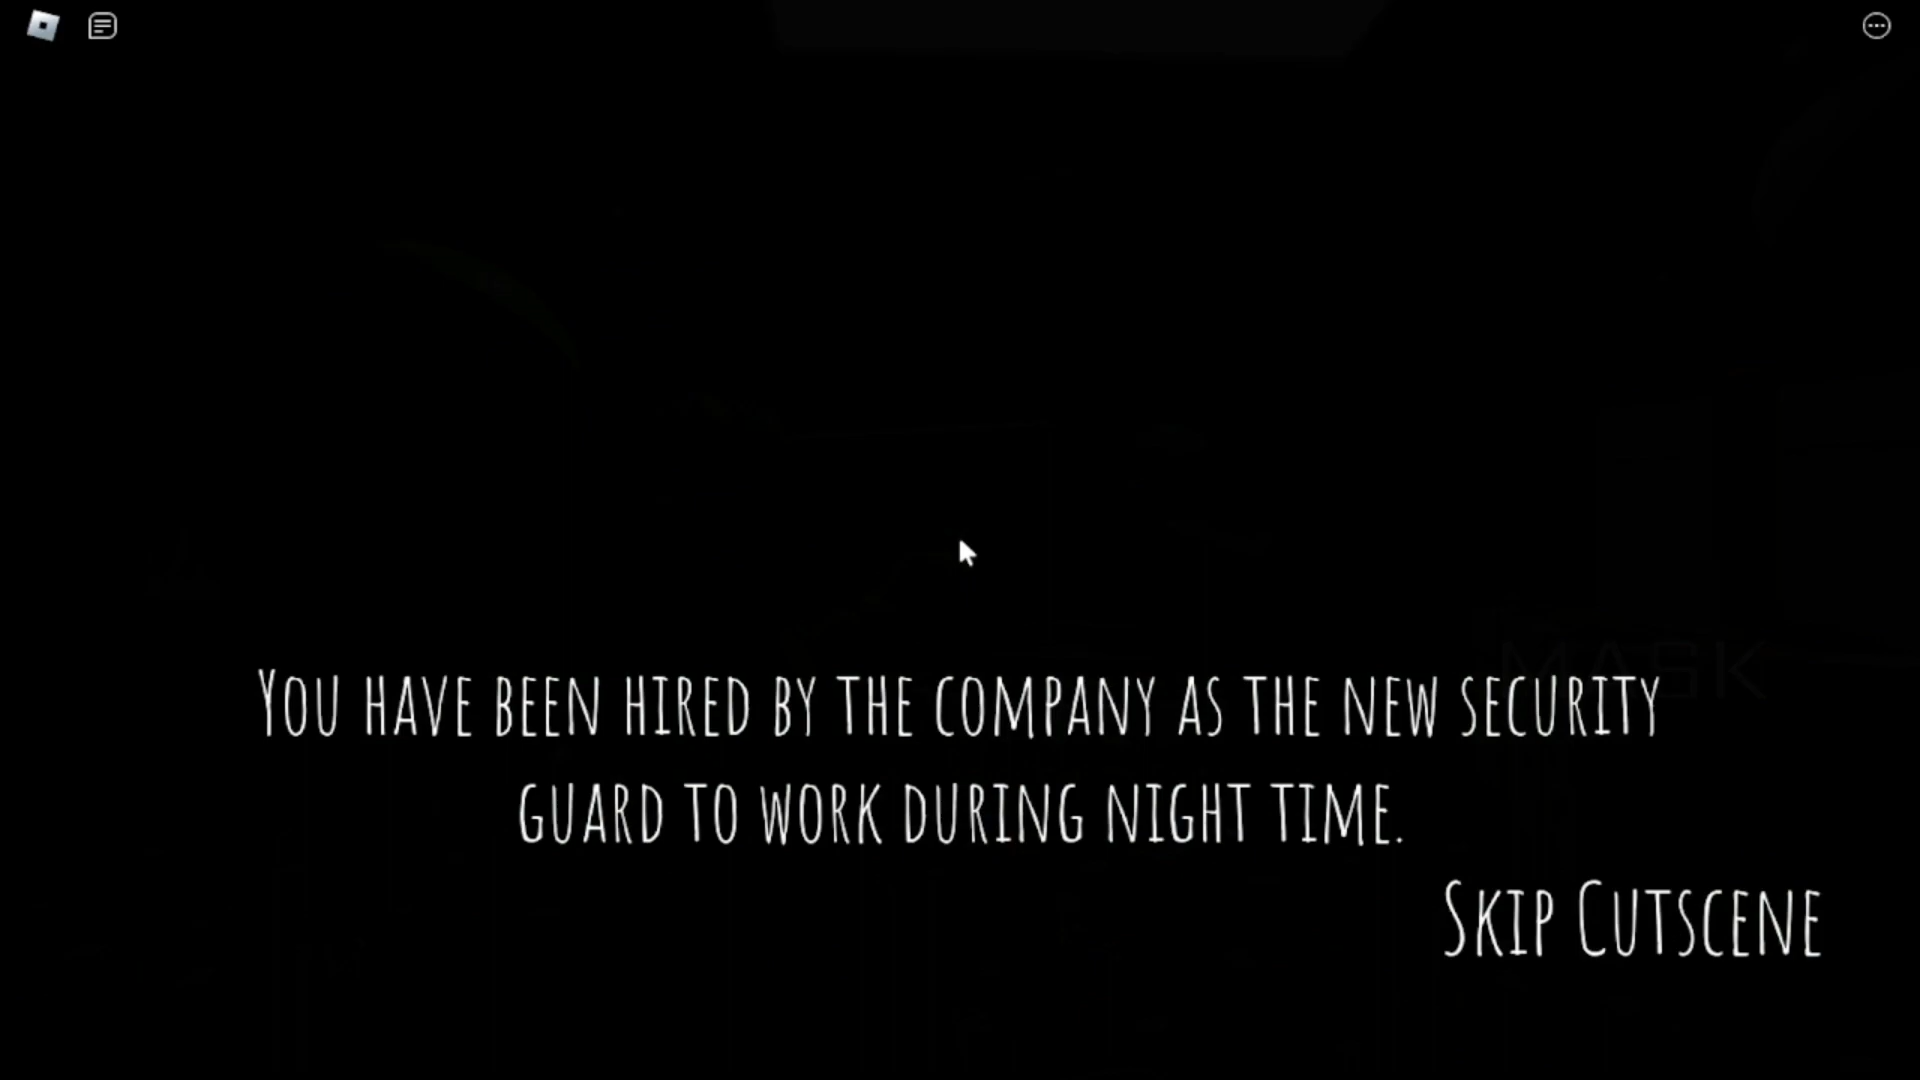 MASK
You have been hired by the company as the new security
guard to work during night time.
Skip Cutscene